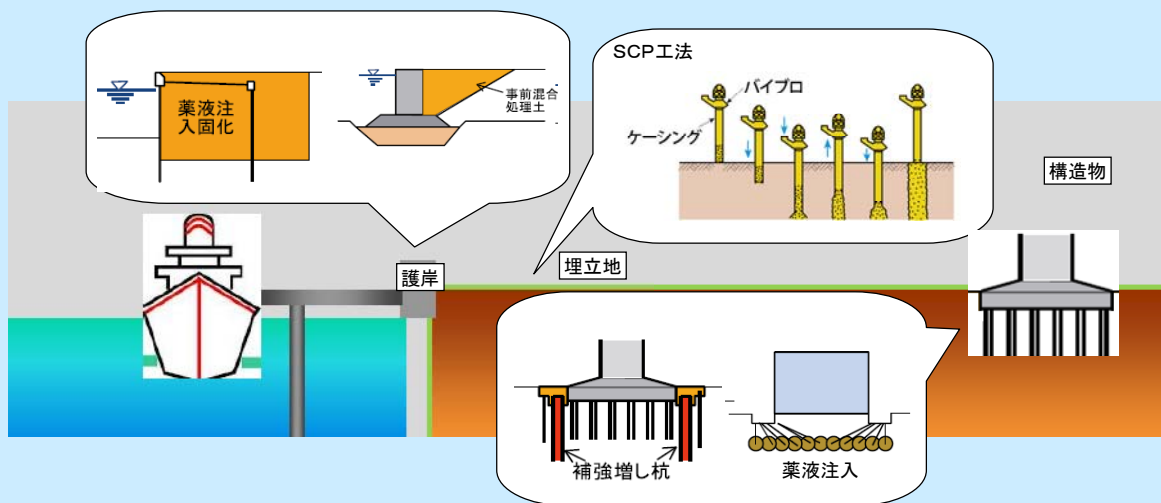 薬液注
入固化
事前混合
処理土
SCP工法
バイブロ
ケーシング
構造物
護岸
埋立地
補強増し杭
薬液注入